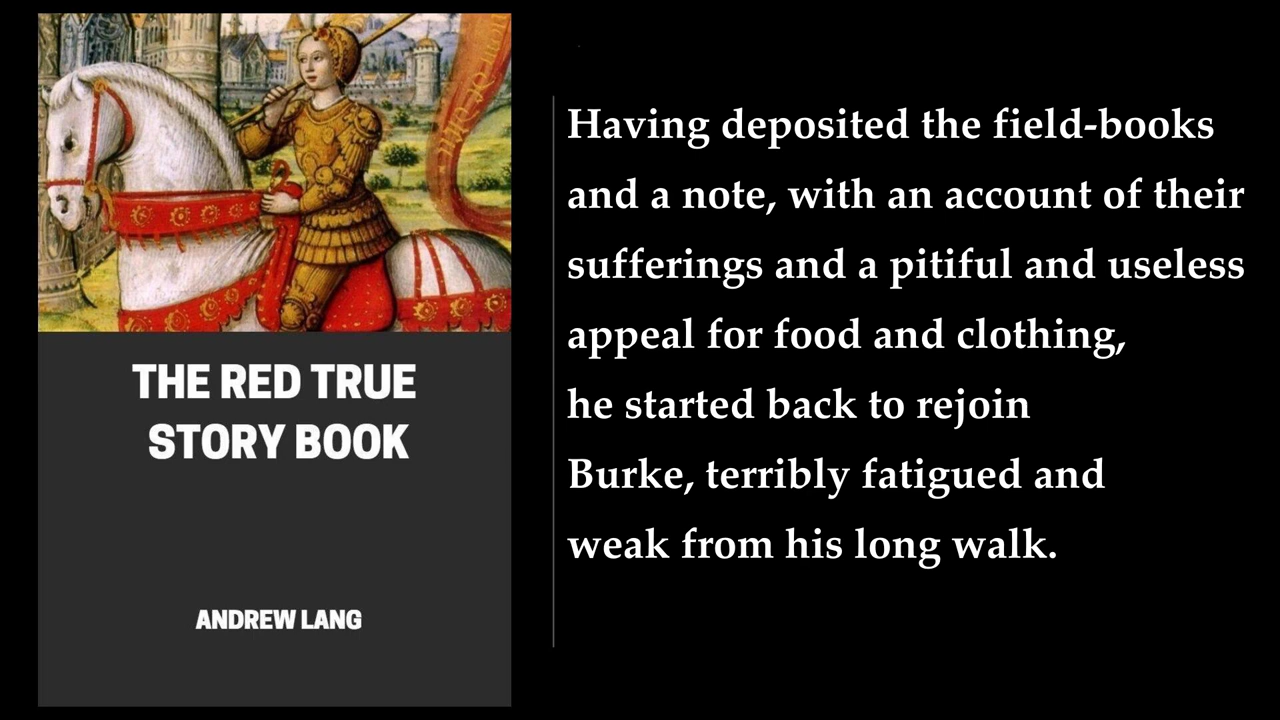 THE RED TRUE
STORY BOOK
ANDREW LANG
Having deposited the field-books
and a note, with an account of their
sufferings and a pitiful and useless
appeal for food and clothing,
he started back to rejoin
Burke, terribly fatigued and
weak from his long walk.